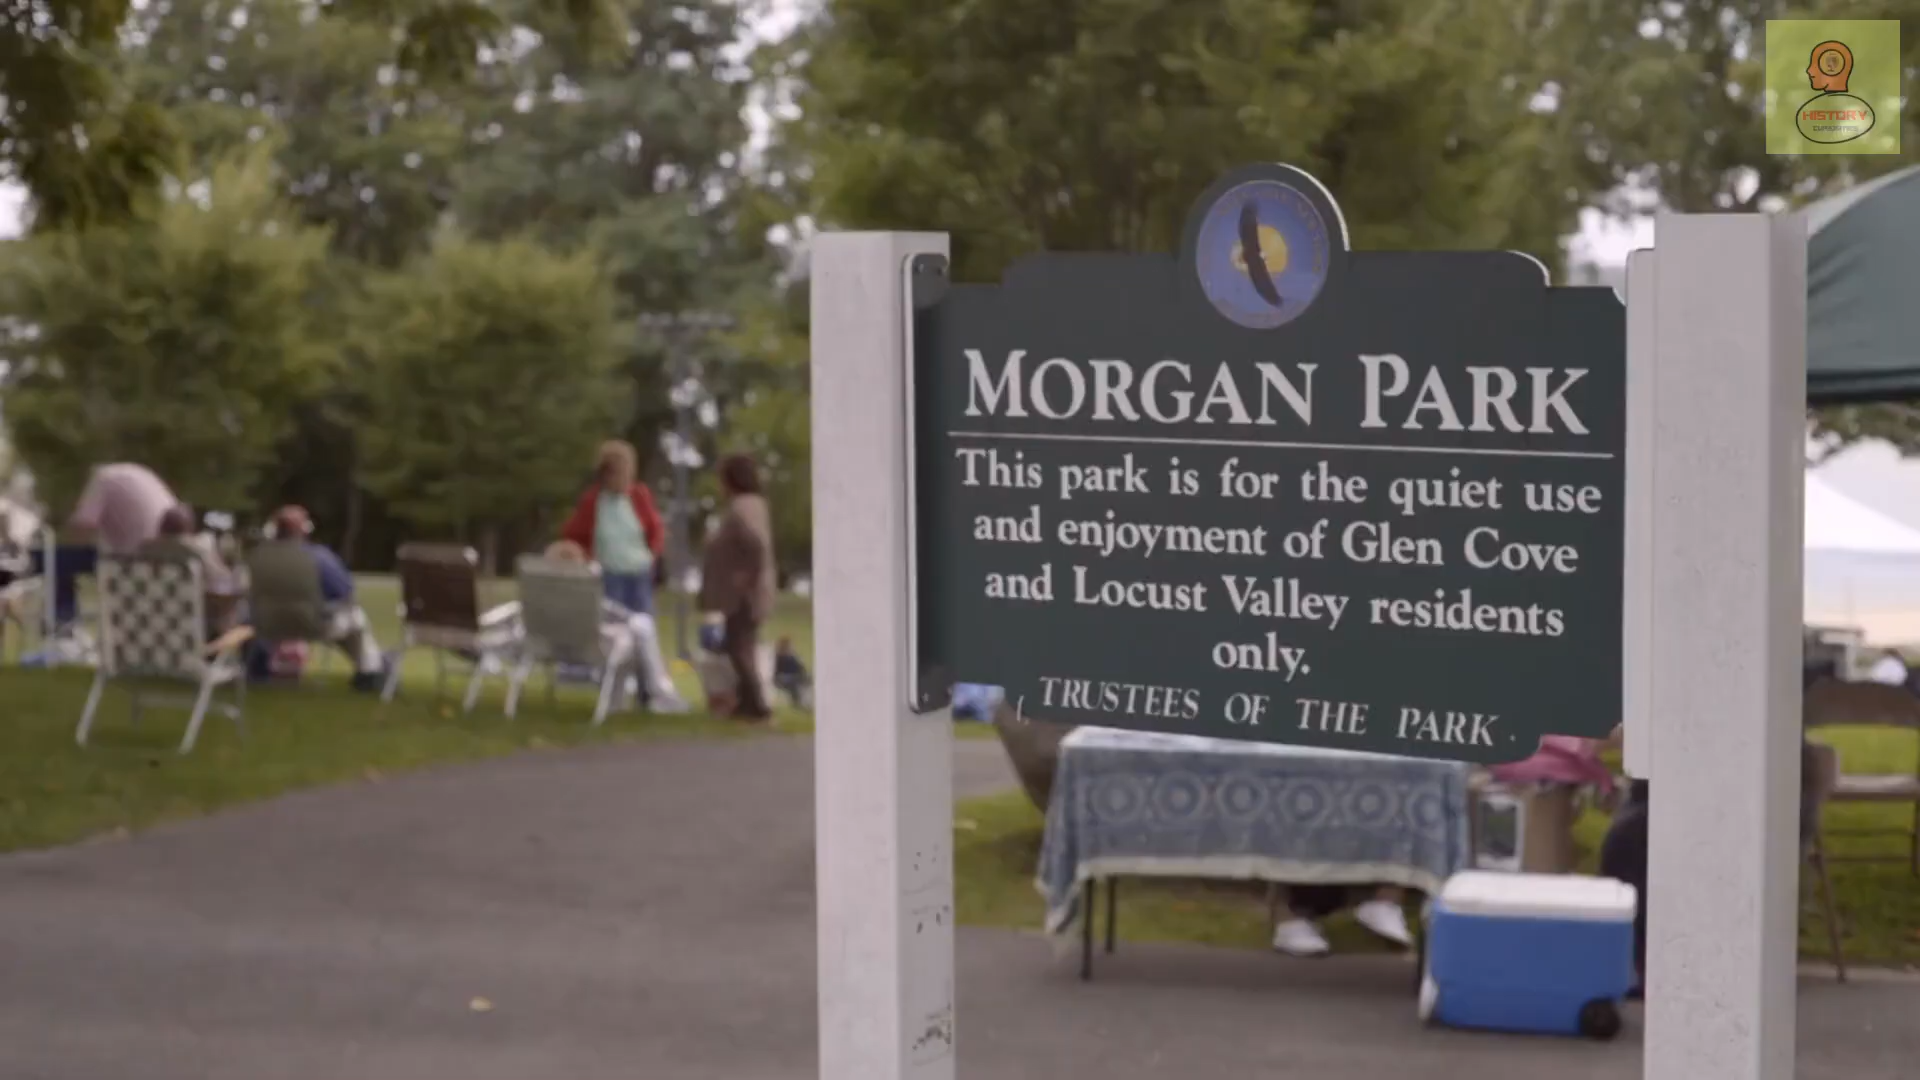 HISTORY
MORGAN PARK
This park is for the quiet use
and enjoyment of Glen Cove
and Locust Valley residents
only.
TRUSTEES OF THE PARK